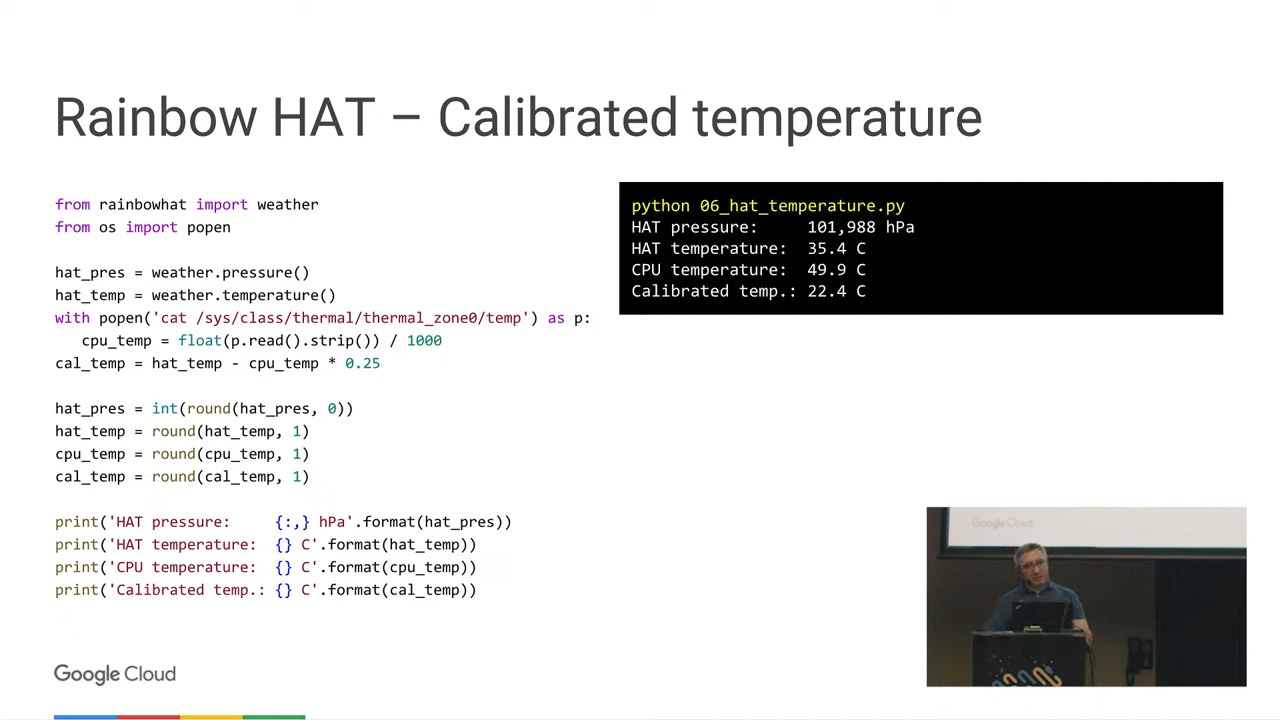 Rainbow HAT – Calibrated temperature
from rainbowhat import weather
from os import popen
hat_pres = weather.pressure()
hat_temp = weather.temperature()
with popen('cat /sys/class/thermal/thermal_zone0/temp') as p:
cpu_temp = float(p.read().strip()) / 1000
cal_temp = hat_temp - cpu_temp * 0.25
hat_pres = int(round(hat_pres, 0))
hat_temp = round(hat_temp, 1)
cpu_temp = round(cpu_temp, 1)
cal_temp = round(cal_temp, 1)
print('HAT pressure:     {:,} hPa'.format(hat_pres))
print('HAT temperature:  {} C'.format(hat_temp))
print('CPU temperature:  {} C'.format(cpu_temp))
print('Calibrated temp.: {} C'.format(cal_temp))
python 06_hat_temperature.py
HAT pressure:     101,988 hPa
HAT temperature:  35.4 C
CPU temperature:  49.9 C
Calibrated temp.: 22.4 C
Google Cloud
Google Cloud